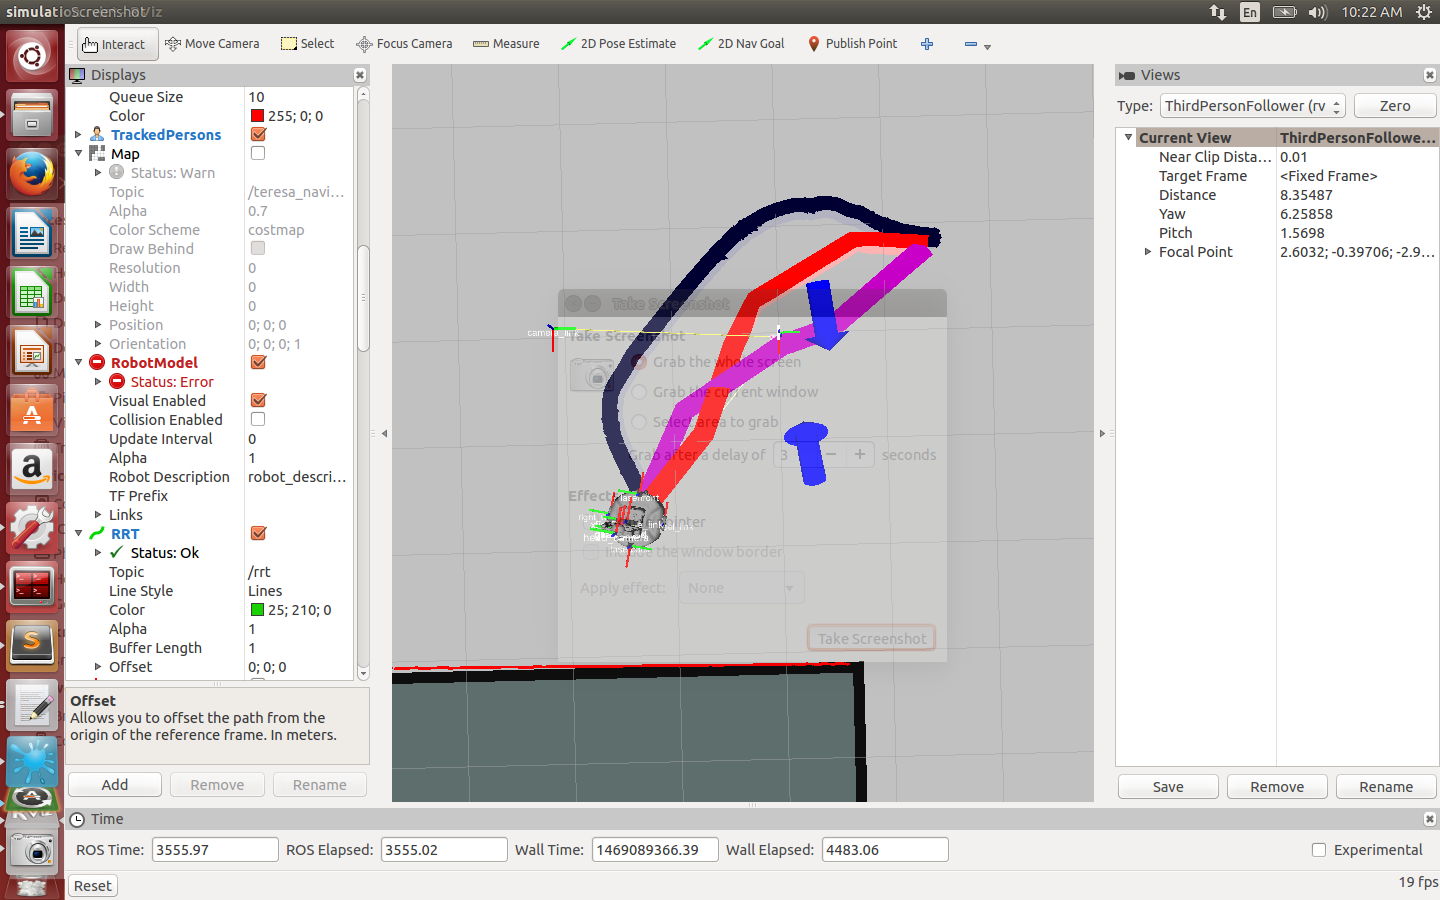 simulatioScreenshot
En
10:22 AM
Interact
Move Camera
Select
Focus Camera
Measure
2D Pose Estimate
2D Nav Goal
Publish Point
Displays
Queue Size 10
Color 255; 0; 0
TrackedPersons
Map
Status: Warn
Topic /teresa_navi...
Alpha 0.7
Color Scheme costmap
Draw Behind
Resolution 0
Width 0
Height 0
Position 0; 0; 0
Orientation 0; 0; 0; 1
RobotModel
Status: Error
Visual Enabled
Collision Enabled
Update Interval 0
Alpha 1
Robot Description robot_descri...
TF Prefix
Links
RRT
Status: Ok
Topic /rrt
Line Style Lines
Color 25; 210; 0
Alpha 1
Buffer Length 1
Offset 0; 0; 0
Offset
Allows you to offset the path from the
origin of the reference frame. In meters.
Add
Remove
Rename
Take Screenshot
Take Screenshot
Grab the whole screen
Grab the current window
Select area to grab
Grab after a delay of 3 seconds
Include the window border
Apply effect: None
Take Screenshot
Views
Type: ThirdPersonFollower (rv
Zero
Current View ThirdPersonFollowe...
Near Clip Dista... 0.01
Target Frame <Fixed Frame>
Distance 8.35487
Yaw 6.25858
Pitch 1.5698
Focal Point 2.6032; -0.39706; -2.9...
Save
Remove
Rename
Time
ROS Time: 3555.97
ROS Elapsed: 3555.02
Wall Time: 1469089366.39
Wall Elapsed: 4483.06
Experimental
Reset
19 fps